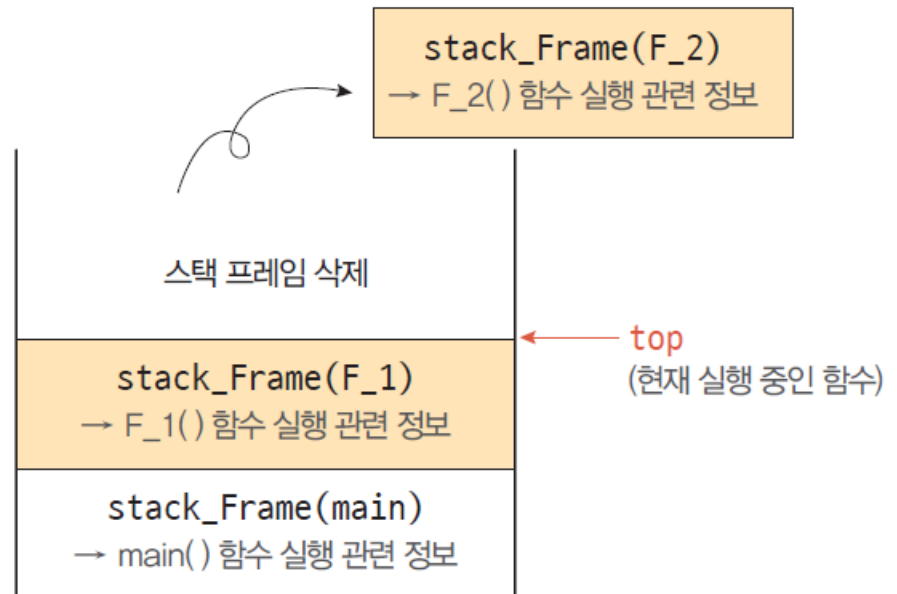 stack_Frame(F_2)
→ F_2( ) 함수 실행 관련 정보
스택 프레임 삭제
top
(현재 실행 중인 함수)
stack_Frame(F_1)
→ F_1( ) 함수 실행 관련 정보
stack_Frame(main)
→ main( ) 함수 실행 관련 정보